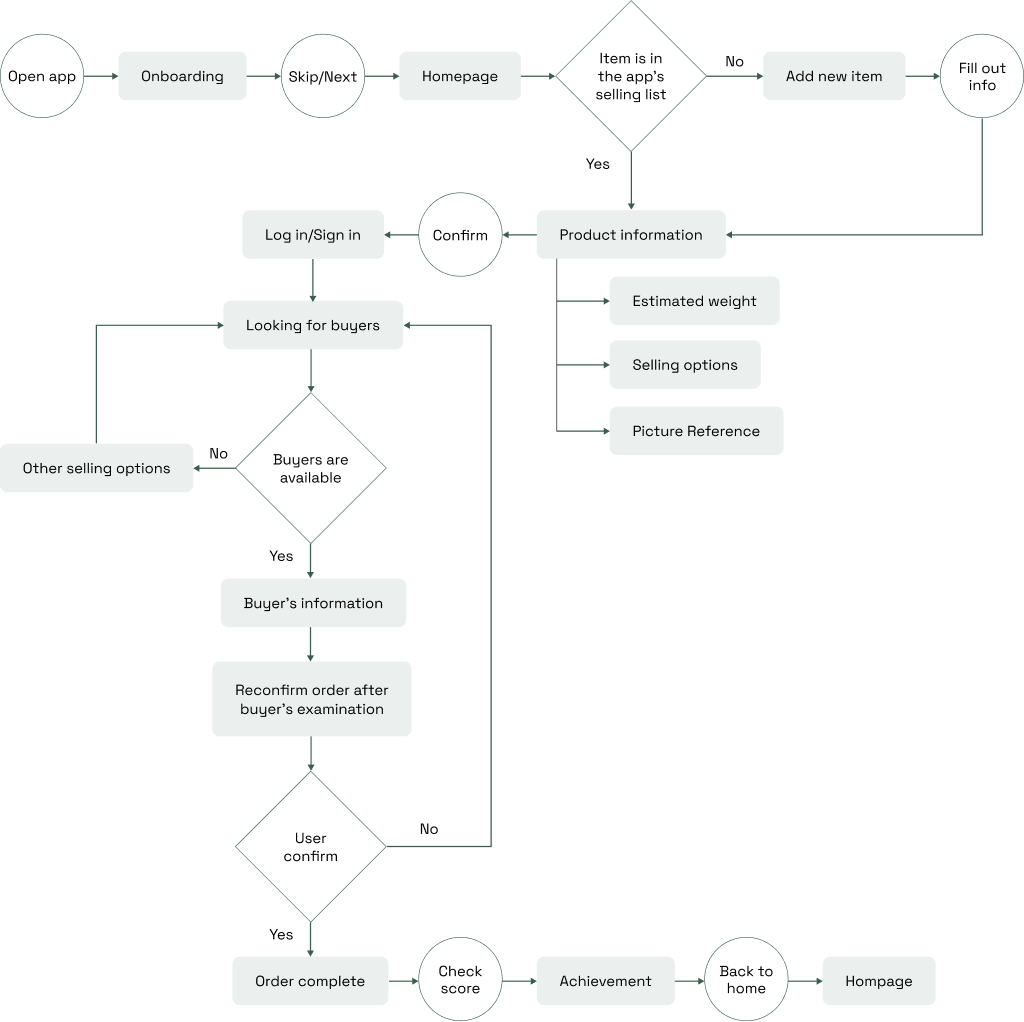 Open app
Onboarding
Skip/Next
Homepage
Item is in
the app's
selling list
No
Add new item
Fill out
info
Yes
Log in/Sign in
Confirm
Product information
Estimated weight
Looking for buyers
Selling options
Picture Reference
Other selling options
No
Buyers are
available
Yes
Buyer's information
Reconfirm order after
buyer's examination
User
confirm
No
Yes
Order complete
Check
score
Achievement
Back to
home
Hompage